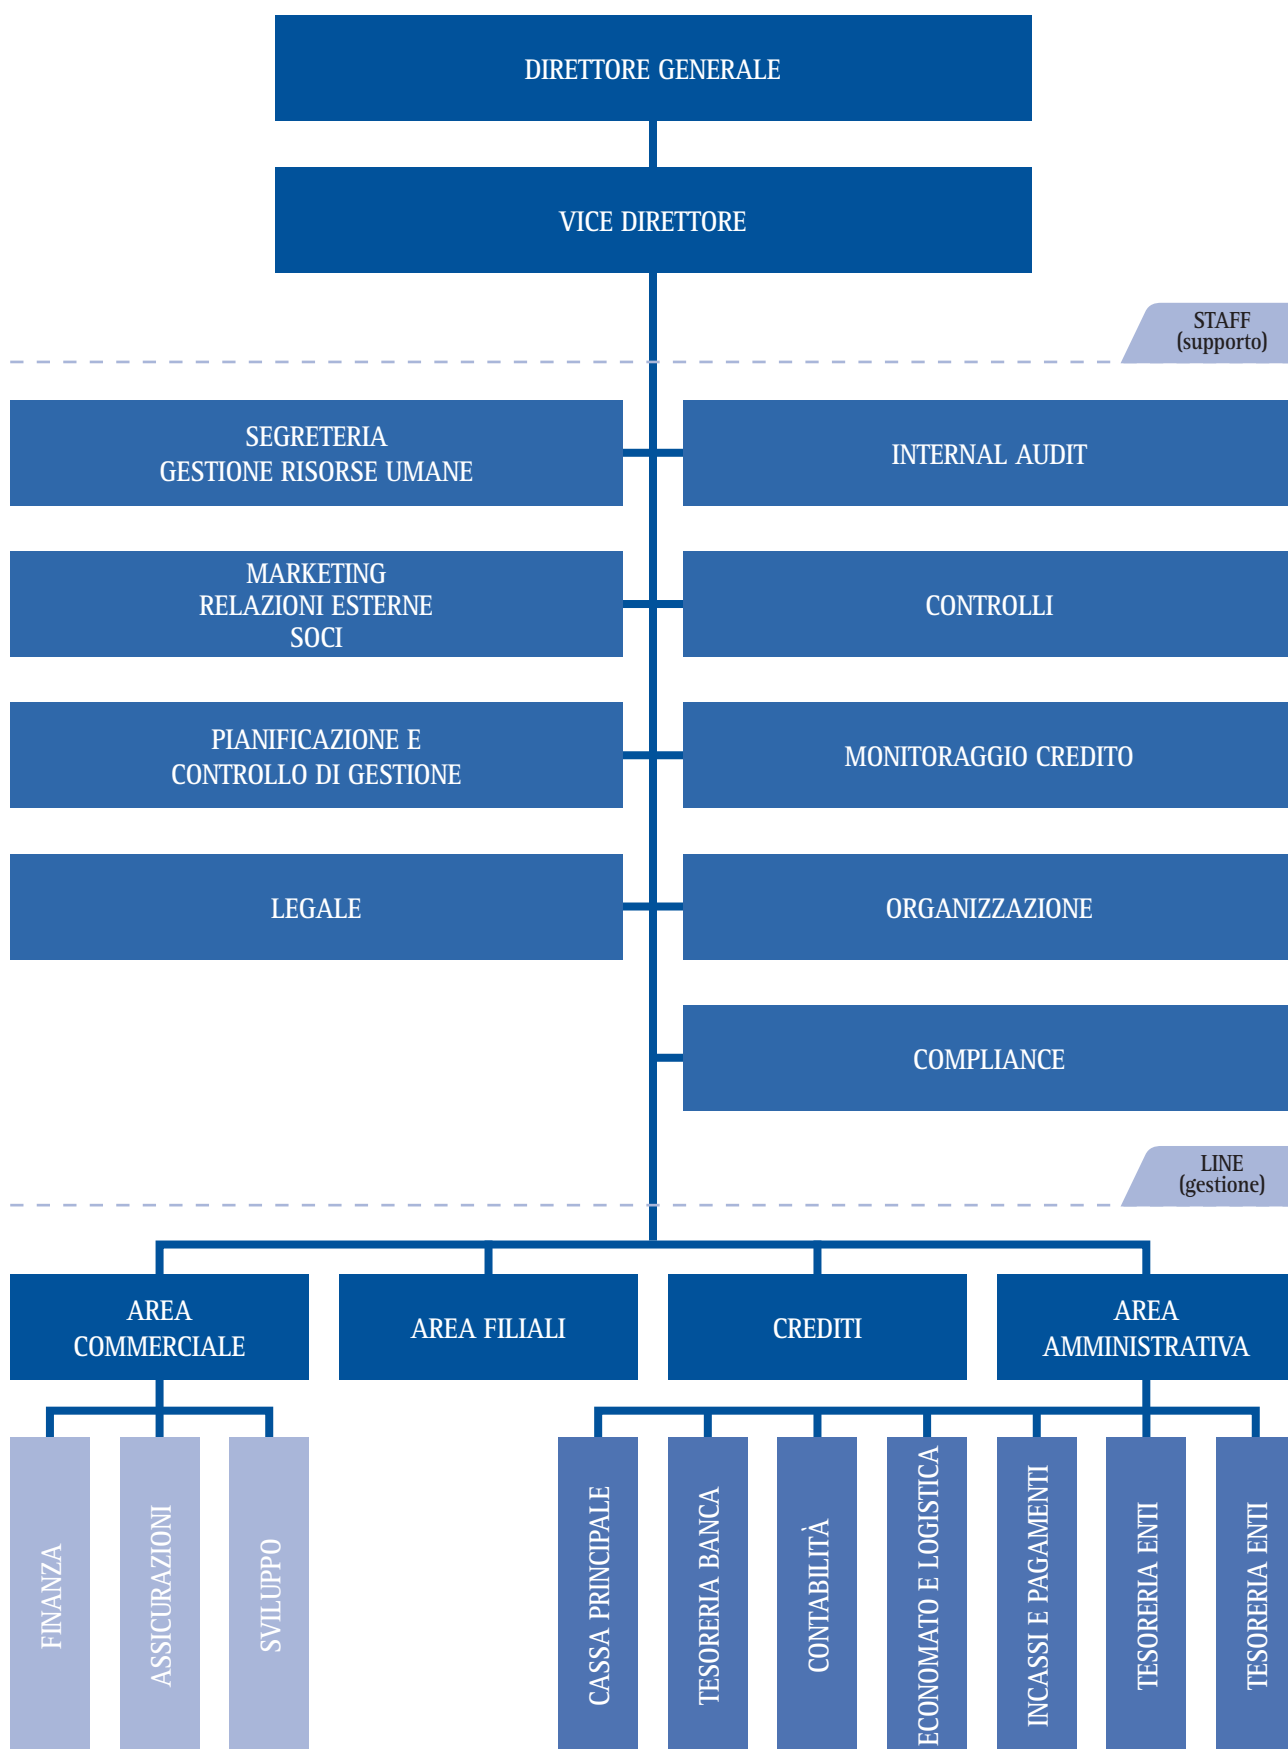 DIRETTORE GENERALE
VICE DIRETTORE
STAFF
(supporto)
SEGRETERIA
GESTIONE RISORSE UMANE
INTERNAL AUDIT
MARKETING
RELAZIONI ESTERNE
SOCI
CONTROLLI
PIANIFICAZIONE E
CONTROLLO DI GESTIONE
MONITORAGGIO CREDITO
LEGALE
ORGANIZZAZIONE
COMPLIANCE
LINE
(gestione)
AREA
COMMERCIALE
AREA FILIALI
CREDITI
AREA
AMMINISTRATIVA
FINANZA
ASSICURAZIONI
SVILUPPO
CASSA PRINCIPALE
TESORERIA BANCA
CONTABILITÀ
ECONOMATO E LOGISTICA
INCASSI E PAGAMENTI
TESORERIA ENTI
TESORERIA ENTI